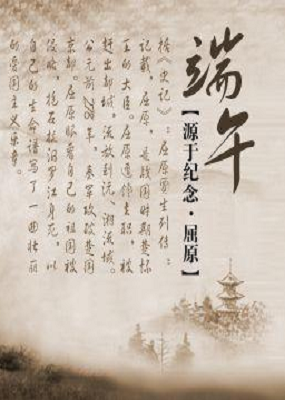 端午
【源于纪念·屈原】
据《史记》：屈原贾生列传：
记载，屈原，是战国时期楚怀
王的大臣。屈原遭谗去职，被
赶出都城，流放到沅、湘流域。
公元前278年，秦军攻破楚国
京都。屈原眼看着自己的祖国被
侵略，抱石投汨罗江身死，以
自己的生命谱写了一曲壮丽
的爱国主义乐章。